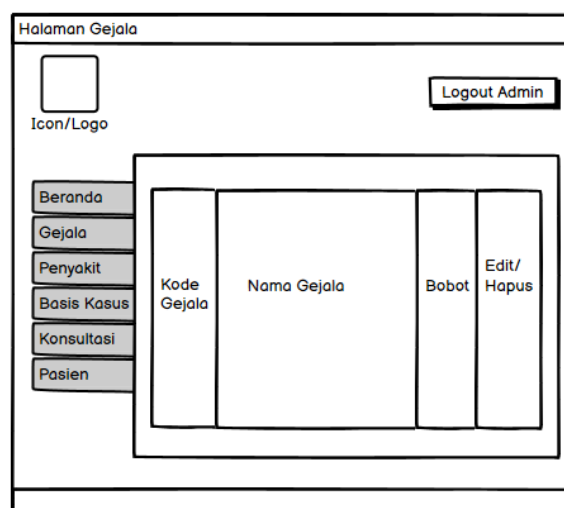 Halaman Gejala
Icon/Logo
Logout Admin
Beranda
Gejala
Penyakit
Basis Kasus
Konsultasi
Pasien
Kode
Gejala
Nama Gejala
Bobot
Edit/
Hapus